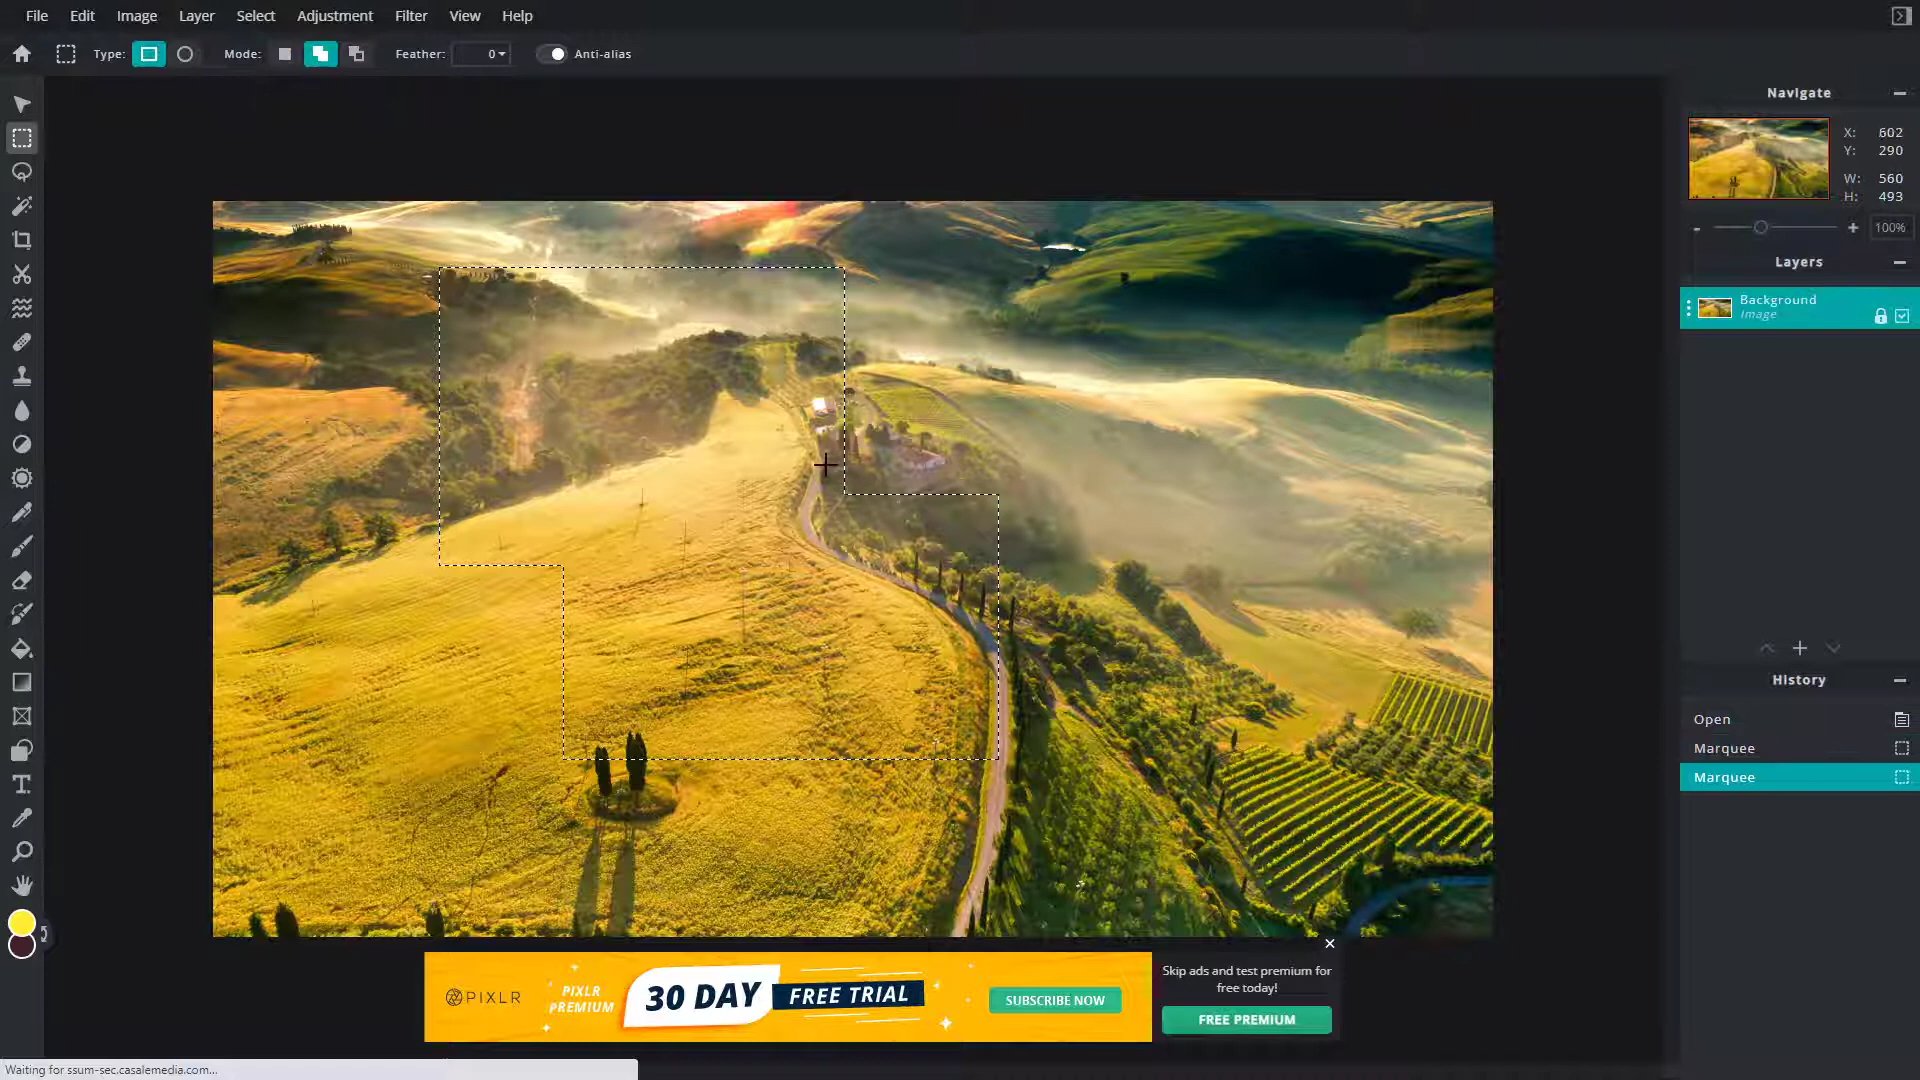 File Edit Image Layer Select Adjustment Filter View Help
Type: Mode: Feather: 0 Anti-alias
Navigate
X: 602
Y: 290
W: 560
H: 493
- + 100%
Layers
Background
Image
History
Open
Marquee
Marquee
PIXLR
PIXLR
PREMIUM
30 DAY
FREE TRIAL
SUBSCRIBE NOW
Skip ads and test premium for
free today!
FREE PREMIUM
Waiting for ssum-sec.casalemedia.com...